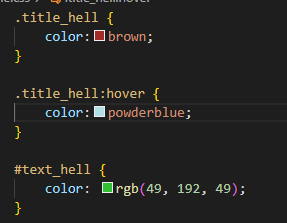 .title_hell {
color: brown;
}
.title_hell:hover {
color: powderblue;
}
#text_hell {
color: rgb(49, 192, 49);
}